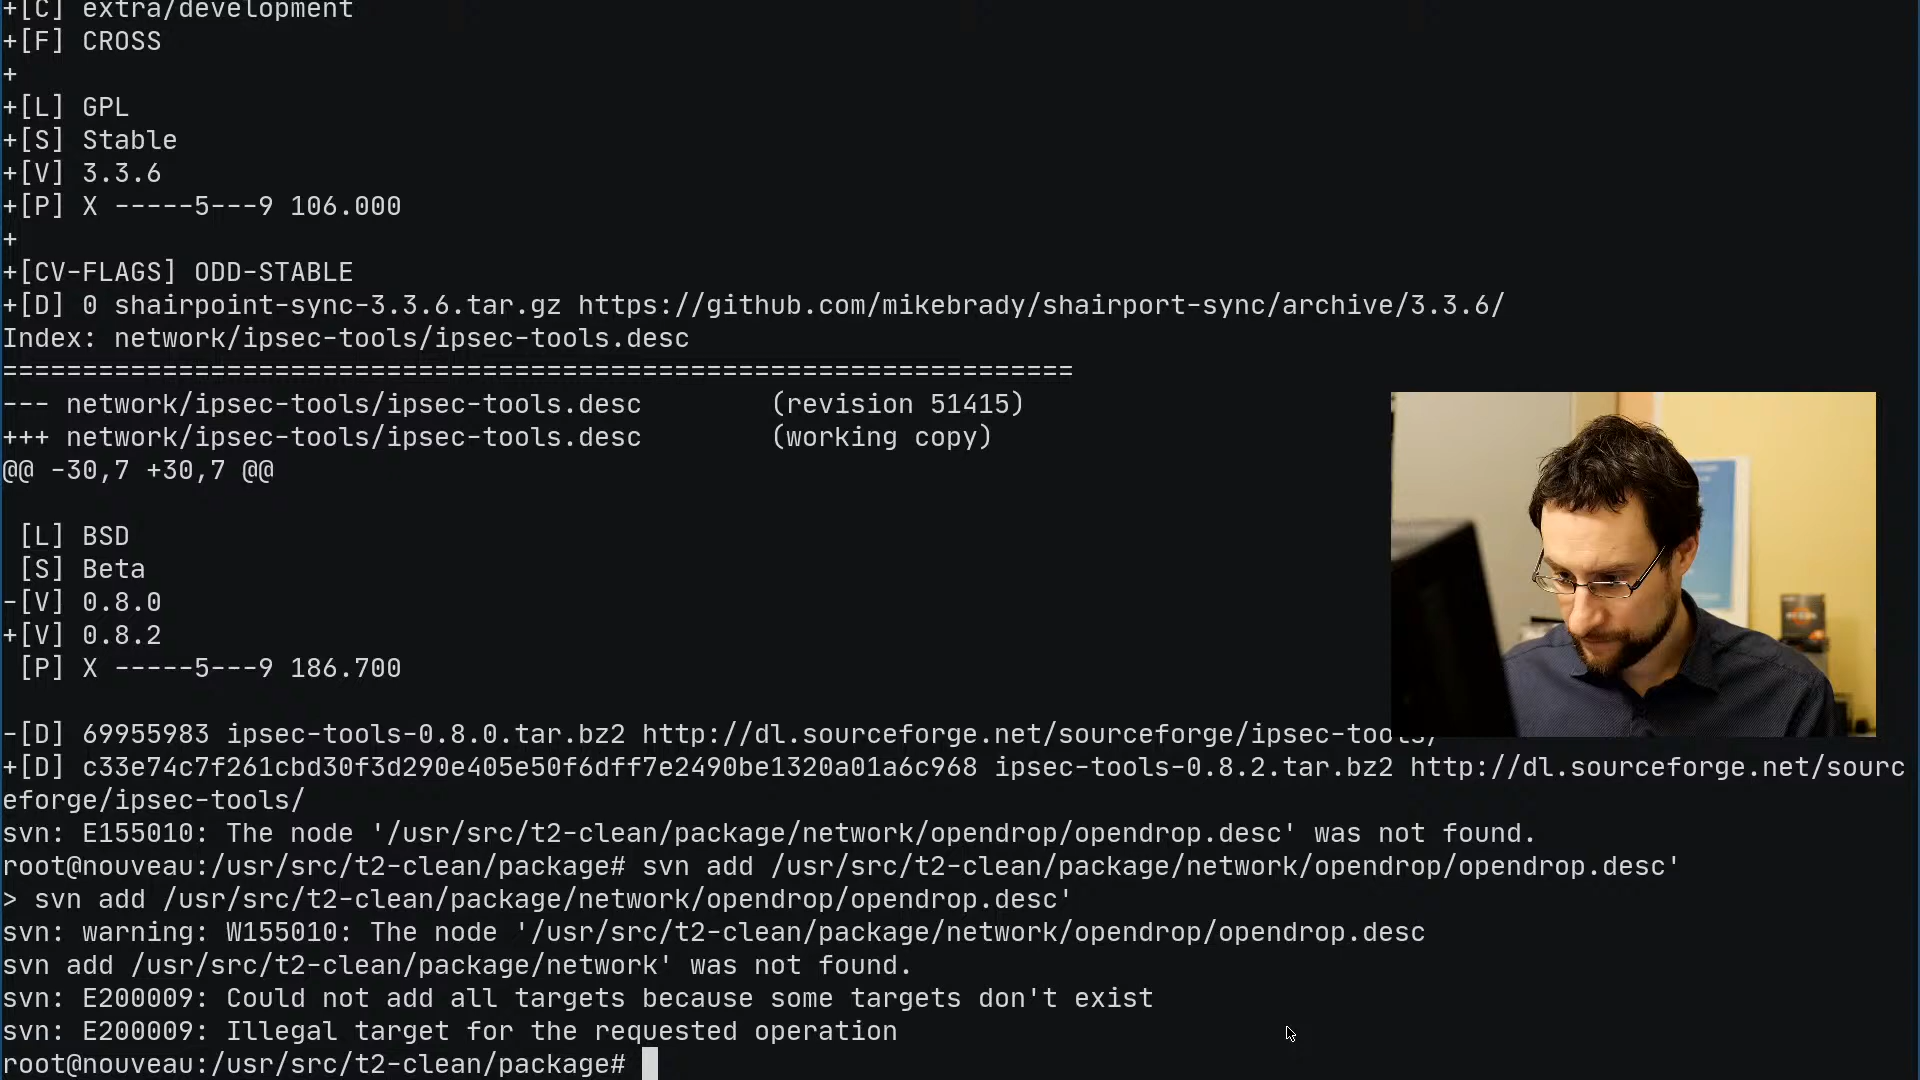 +[C] extra/development
+[F] CROSS
+
+[L] GPL
+[S] Stable
+[V] 3.3.6
+[P] X -----5---9 106.000
+
+[CV-FLAGS] ODD-STABLE
+[D] 0 shairpoint-sync-3.3.6.tar.gz https://github.com/mikebrady/shairport-sync/archive/3.3.6/
Index: network/ipsec-tools/ipsec-tools.desc
===================================================================
--- network/ipsec-tools/ipsec-tools.desc        (revision 51415)
+++ network/ipsec-tools/ipsec-tools.desc        (working copy)
@@ -30,7 +30,7 @@
 [L] BSD
 [S] Beta
-[V] 0.8.0
+[V] 0.8.2
 [P] X -----5---9 186.700
-[D] 69955983 ipsec-tools-0.8.0.tar.bz2 http://dl.sourceforge.net/sourceforge/ipsec-tools/
+[D] c33e74c7f261cbd30f3d290e405e50f6dff7e2490be1320a01a6c968 ipsec-tools-0.8.2.tar.bz2 http://dl.sourceforge.net/sourc
eforge/ipsec-tools/
svn: E155010: The node '/usr/src/t2-clean/package/network/opendrop/opendrop.desc' was not found.
root@nouveau:/usr/src/t2-clean/package# svn add /usr/src/t2-clean/package/network/opendrop/opendrop.desc'
> svn add /usr/src/t2-clean/package/network/opendrop/opendrop.desc'
svn: warning: W155010: The node '/usr/src/t2-clean/package/network/opendrop/opendrop.desc
svn add /usr/src/t2-clean/package/network' was not found.
svn: E200009: Could not add all targets because some targets don't exist
svn: E200009: Illegal target for the requested operation
root@nouveau:/usr/src/t2-clean/package#